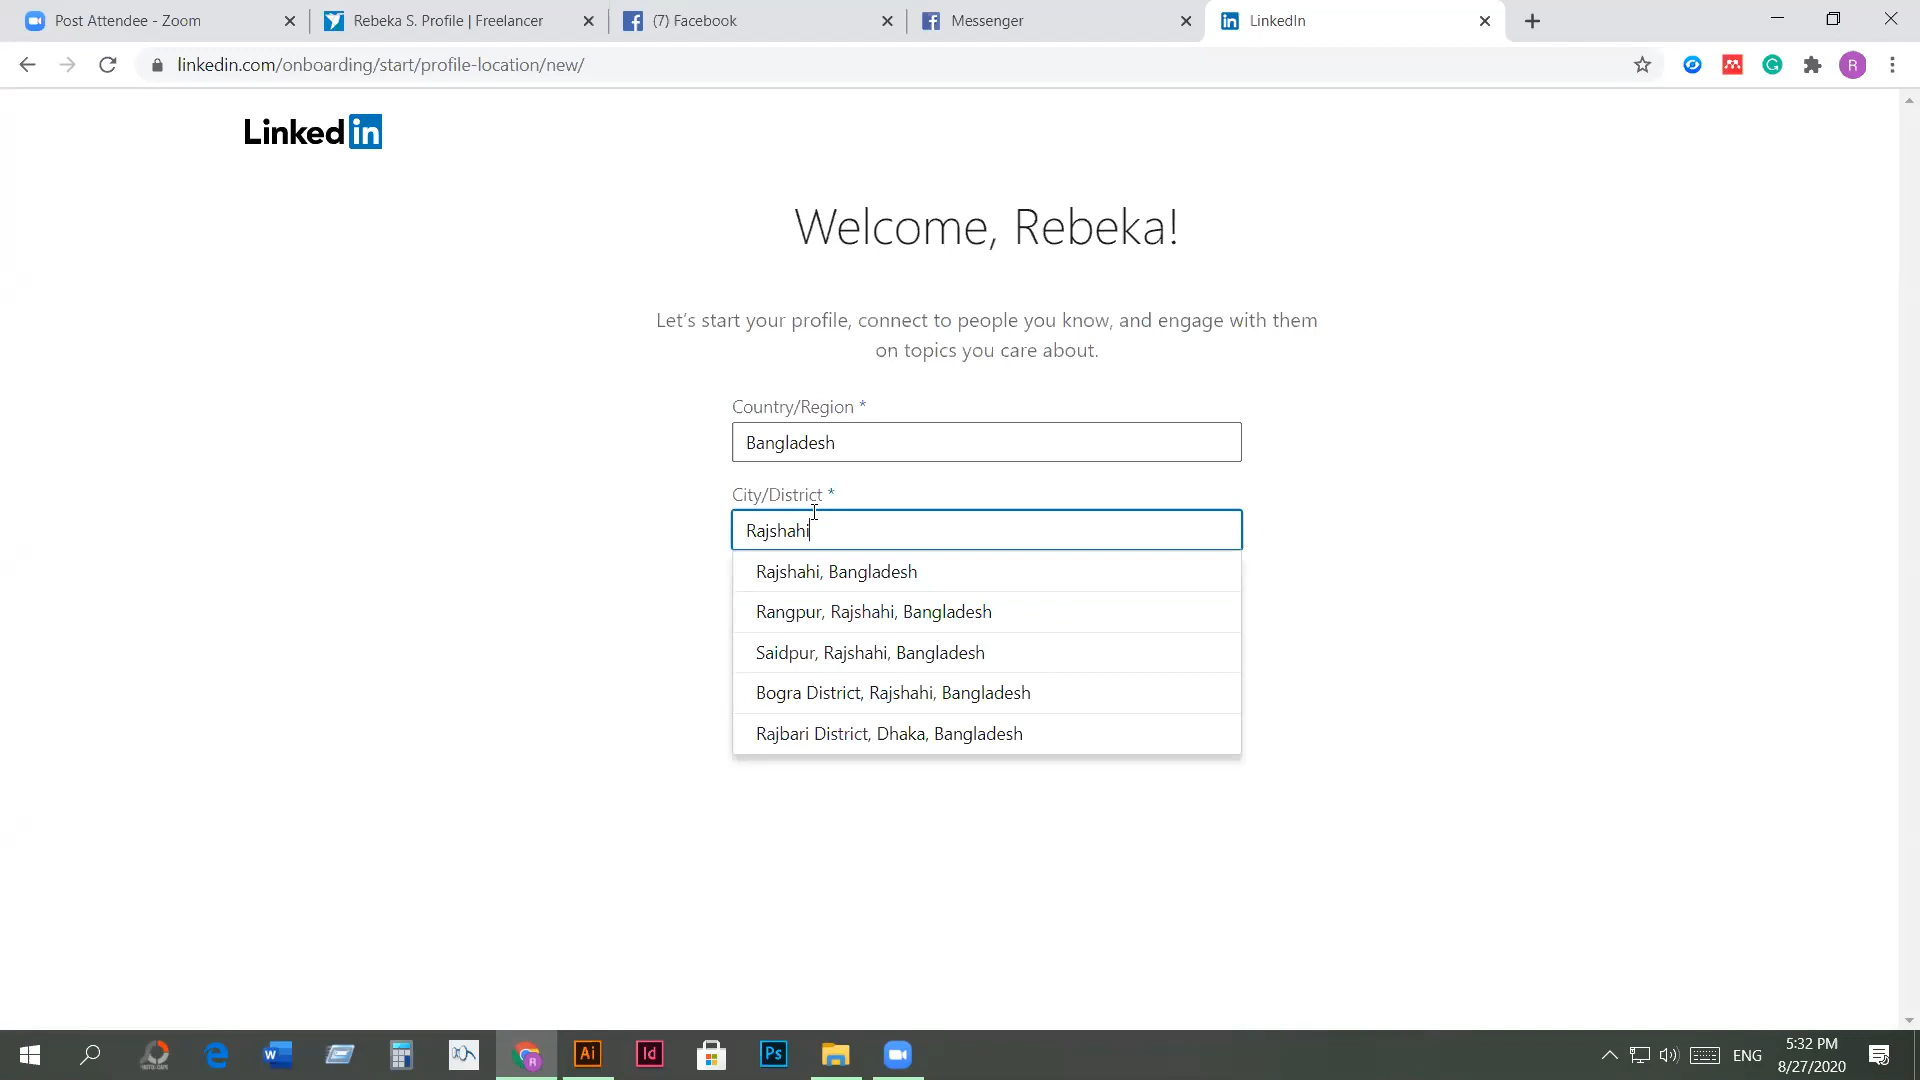 Post Attendee - Zoom
Rebeka S. Profile | Freelancer
(7) Facebook
Messenger
LinkedIn
linkedin.com/onboarding/start/profile-location/new/
R
Linkedin
Welcome, Rebeka!
Let's start your profile, connect to people you know, and engage with them
on topics you care about.
Country/Region *
Bangladesh
City/District *
Rajshahi
Rajshahi, Bangladesh
Rangpur, Rajshahi, Bangladesh
Saidpur, Rajshahi, Bangladesh
Bogra District, Rajshahi, Bangladesh
Rajbari District, Dhaka, Bangladesh
Ai
Id
Ps
ENG
5:32 PM
8/27/2020